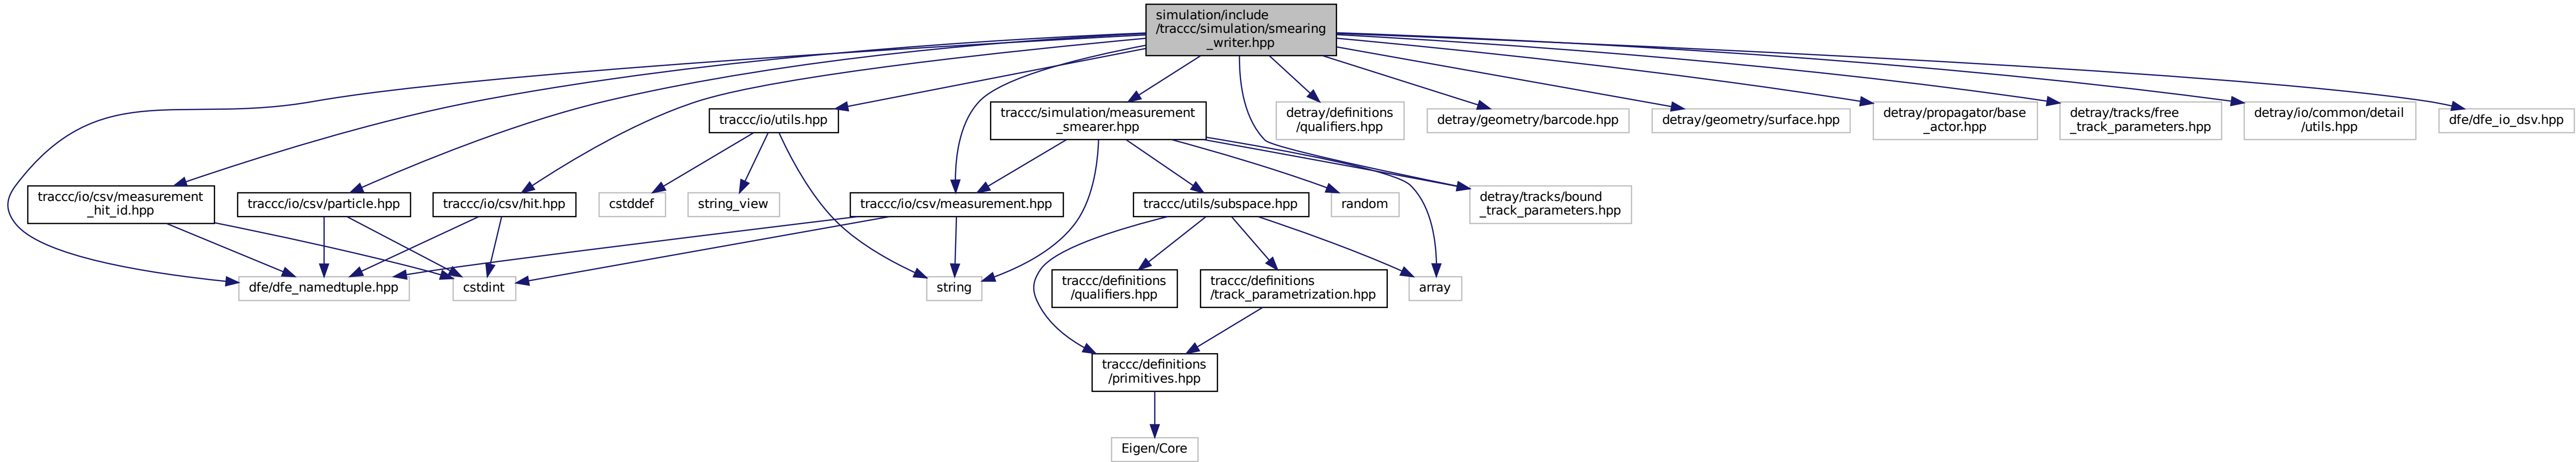 simulation/include
/traccc/simulation/smearing
_writer.hpp
traccc/io/utils.hpp
traccc/simulation/measurement
_smearer.hpp
detray/definitions
/qualifiers.hpp
detray/geometry/barcode.hpp
detray/geometry/surface.hpp
detray/propagator/base
_actor.hpp
detray/tracks/free
_track_parameters.hpp
detray/io/common/detail
/utils.hpp
dfe/dfe_io_dsv.hpp
traccc/io/csv/measurement
_hit_id.hpp
traccc/io/csv/particle.hpp
traccc/io/csv/hit.hpp
cstddef
string_view
traccc/io/csv/measurement.hpp
traccc/utils/subspace.hpp
random
detray/tracks/bound
_track_parameters.hpp
dfe/dfe_namedtuple.hpp
cstdint
string
traccc/definitions
/qualifiers.hpp
traccc/definitions
/track_parametrization.hpp
array
traccc/definitions
/primitives.hpp
Eigen/Core